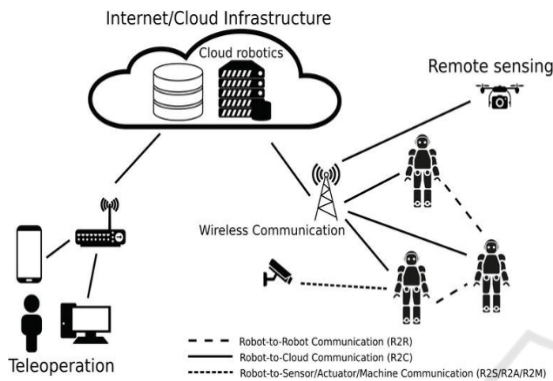 Internet/Cloud Infrastructure
Cloud robotics
Remote sensing
Wireless Communication
Teleoperation
Robot-to-Robot Communication (R2R)
Robot-to-Cloud Communication (R2C)
Robot-to-Sensor/Actuator/Machine Communication (R2S/R2A/R2M)